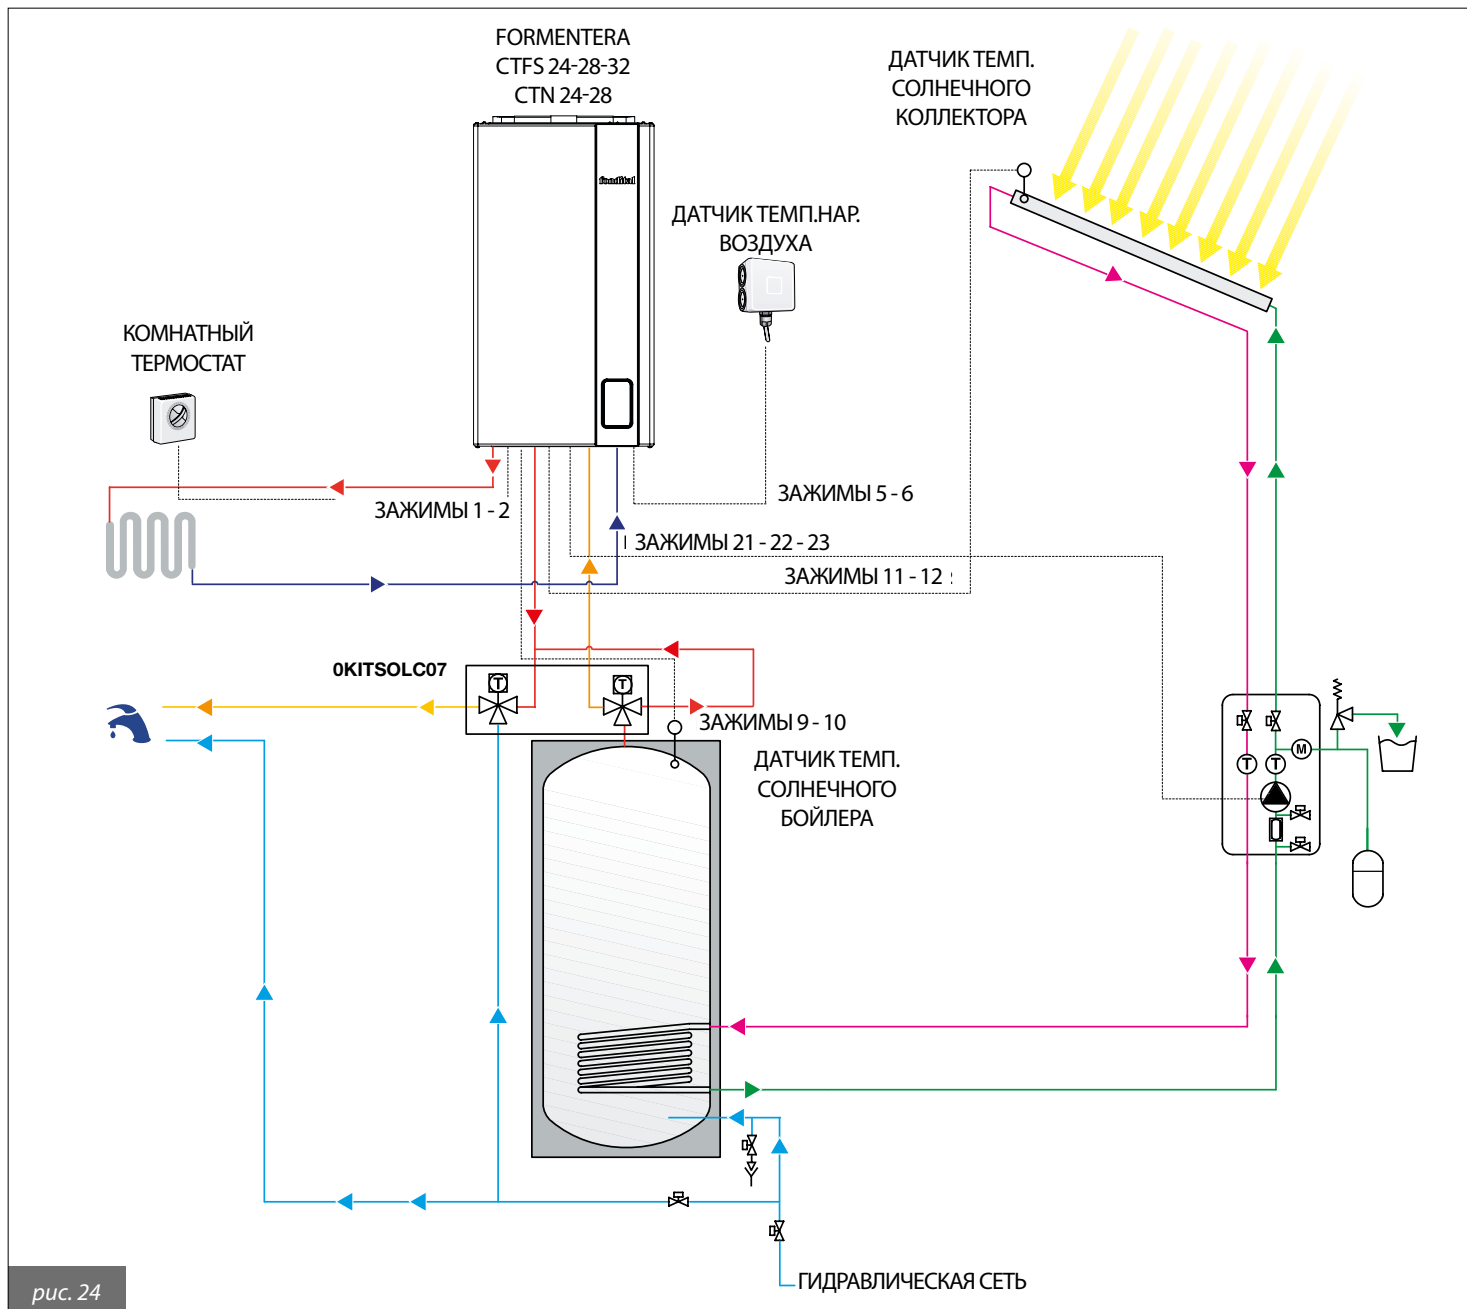 FORMENTERA
CTFS 24-28-32
CTN 24-28
ДАТЧИК ТЕМП.
СОЛНЕЧНОГО
КОЛЛЕКТОРА
fondital
ДАТЧИК ТЕМП.НАР.
ВОЗДУХА
КОМНАТНЫЙ
ТЕРМОСТАТ
ЗАЖИМЫ 1 - 2
ЗАЖИМЫ 5 - 6
ЗАЖИМЫ 21 - 22 - 23
ЗАЖИМЫ 11 - 12
0KITSOLC07
T
T
ЗАЖИМЫ 9 - 10
ДАТЧИК ТЕМП.
СОЛНЕЧНОГО
БОЙЛЕРА
M
T
T
ГИДРАВЛИЧЕСКАЯ СЕТЬ
рис. 24